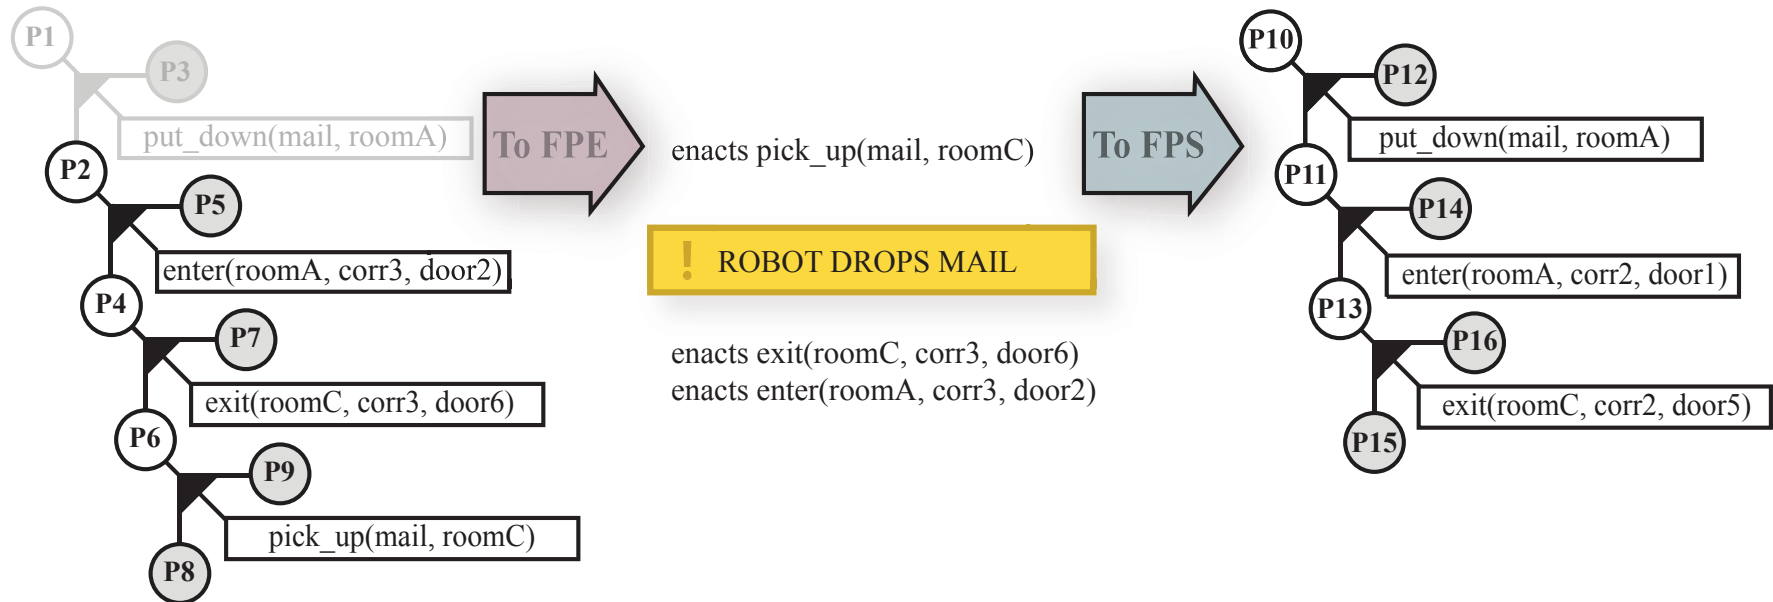 P1
P3
put_down(mail, roomA)
P2
P5
enter(roomA, corr3, door2)
P4
P7
exit(roomC, corr3, door6)
P6
P9
pick_up(mail, roomC)
P8
To FPE
enacts pick_up(mail, roomC)
! ROBOT DROPS MAIL
enacts exit(roomC, corr3, door6)
enacts enter(roomA, corr3, door2)
To FPS
P10
P12
put_down(mail, roomA)
P11
P14
enter(roomA, corr2, door1)
P13
P16
exit(roomC, corr2, door5)
P15